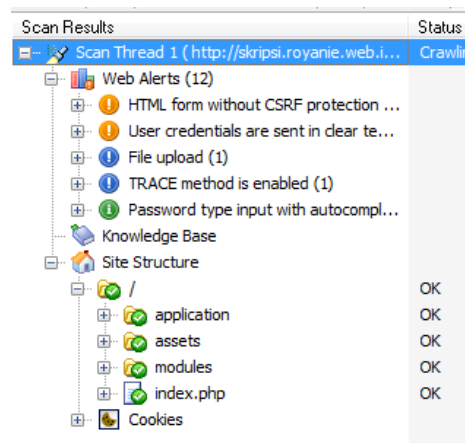 Scan Results Status
Scan Thread 1 ( http://skripsi.royanie.web.i... Crawlin
Web Alerts (12)
HTML form without CSRF protection ...
User credentials are sent in clear te...
File upload (1)
TRACE method is enabled (1)
Password type input with autocompl...
Knowledge Base
Site Structure
/ OK
application OK
assets OK
modules OK
index.php OK
Cookies